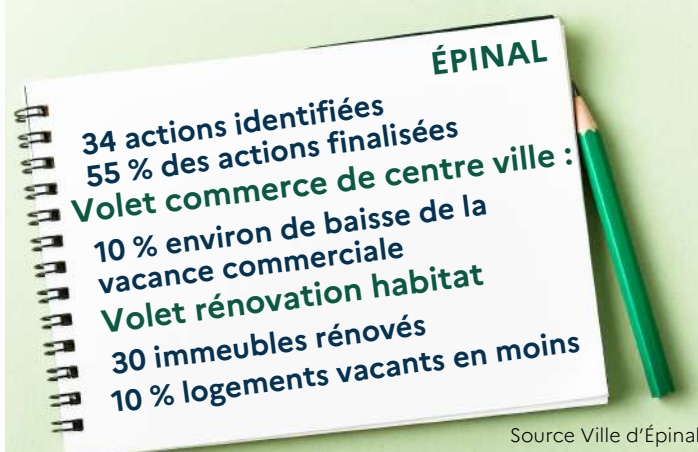 ÉPINAL
34 actions identifiées
55 % des actions finalisées
Volet commerce de centre ville :
10 % environ de baisse de la
vacance commerciale
Volet rénovation habitat
30 immeubles rénovés
10 % logements vacants en moins
Source Ville d'Épinal